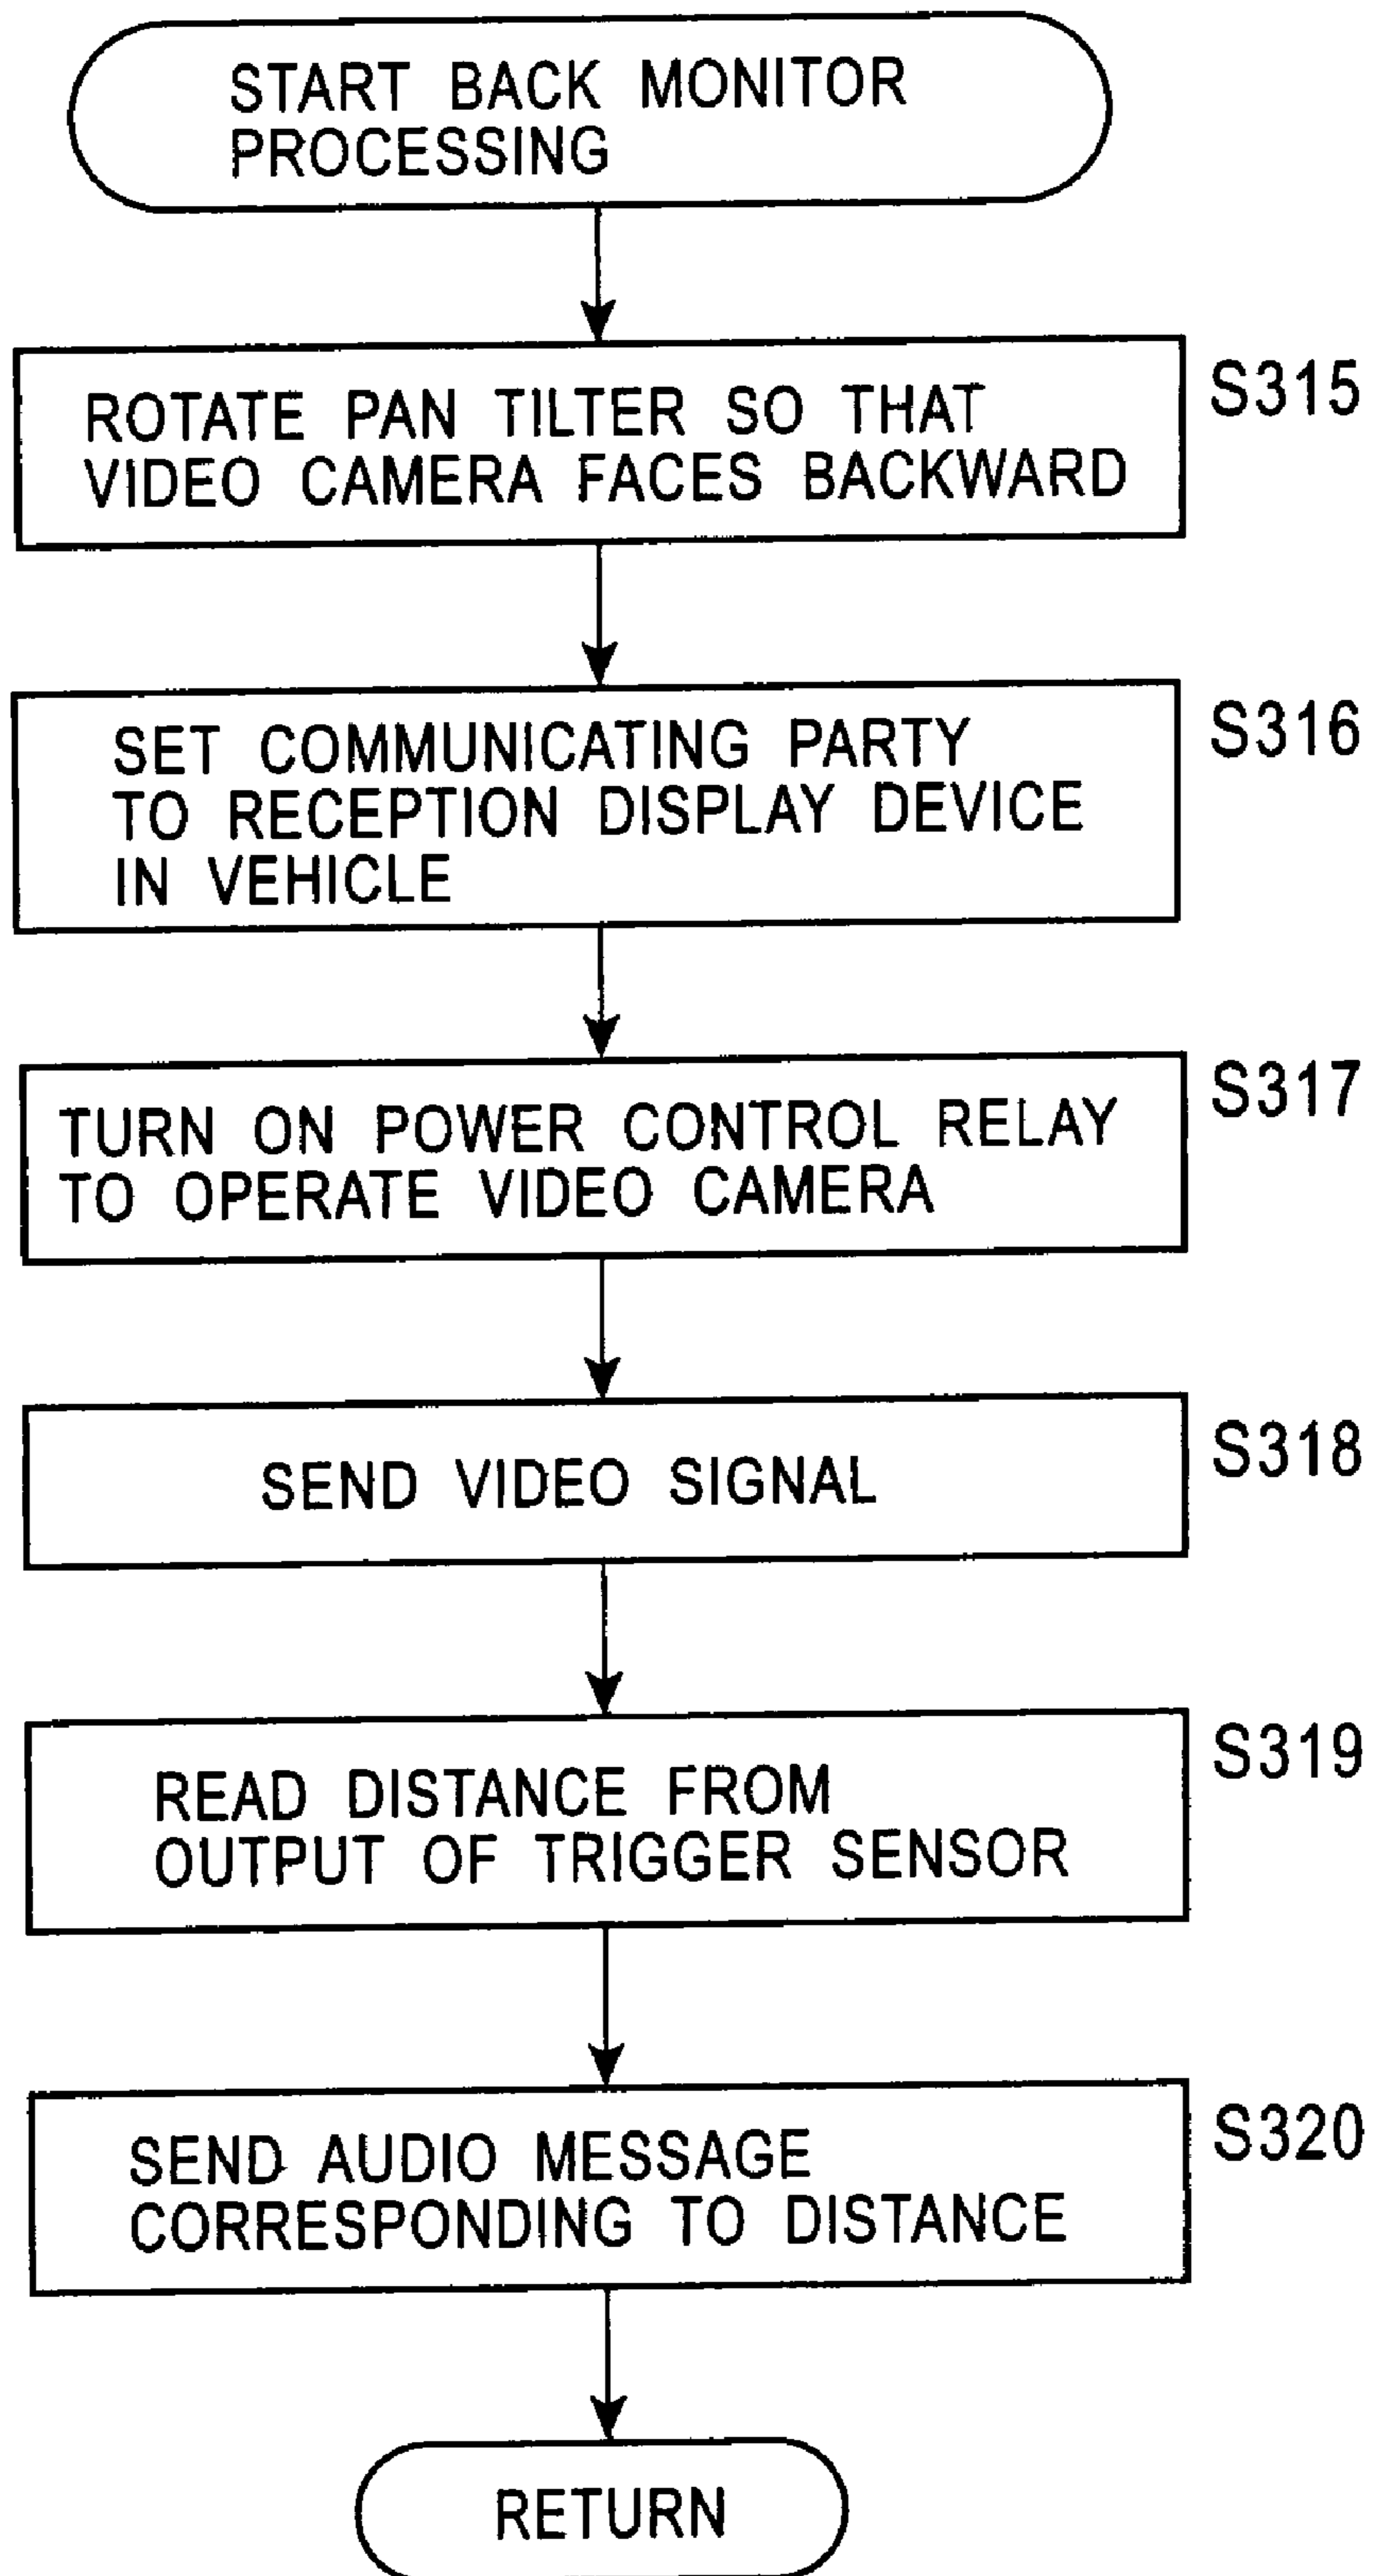 START BACK MONITOR
PROCESSING
S315
ROTATE PAN TILTER SO THAT
VIDEO CAMERA FACES BACKWARD
S316
SET COMMUNICATING PARTY
TO RECEPTION DISPLAY DEVICE
IN VEHICLE
S317
TURN ON POWER CONTROL RELAY
TO OPERATE VIDEO CAMERA
S318
SEND VIDEO SIGNAL
S319
READ DISTANCE FROM
OUTPUT OF TRIGGER SENSOR
S320
SEND AUDIO MESSAGE
CORRESPONDING TO DISTANCE
RETURN